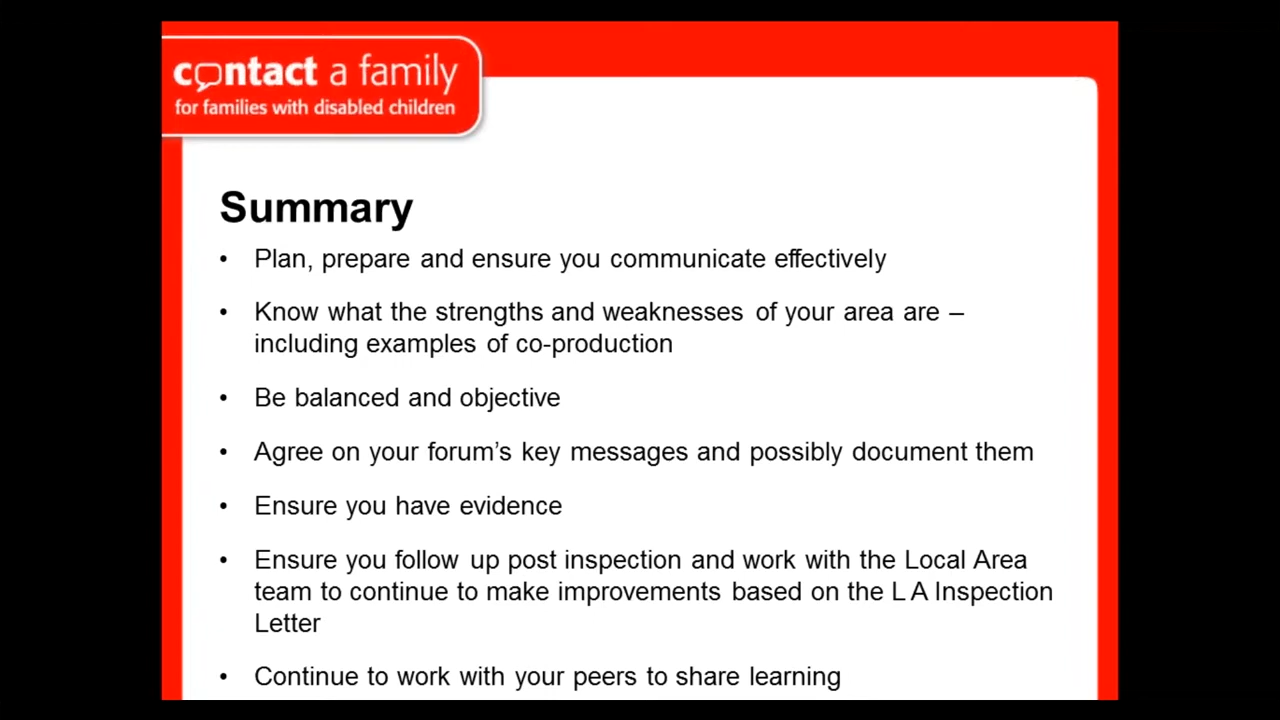 contact a family
for families with disabled children
Summary
• Plan, prepare and ensure you communicate effectively
• Know what the strengths and weaknesses of your area are –
including examples of co-production
• Be balanced and objective
• Agree on your forum’s key messages and possibly document them
• Ensure you have evidence
• Ensure you follow up post inspection and work with the Local Area
team to continue to make improvements based on the L A Inspection
Letter
• Continue to work with your peers to share learning